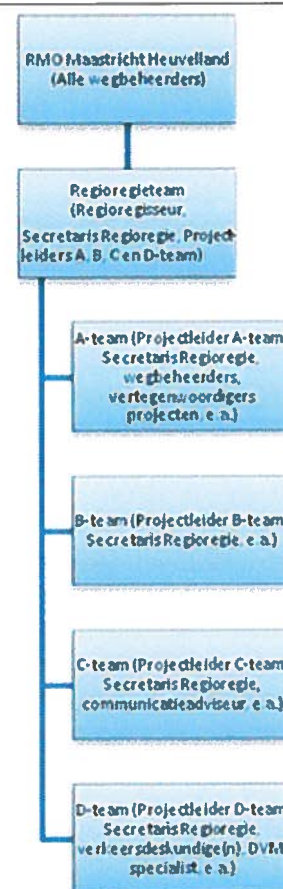 RMO Maastricht Heuvelland
(Alle wegbeheerders)
Regioregieteam
(Regioregisseur,
Secretaris Regioregie, Project-
leiders A, B, C en D-team)
A-team (Projectleider A-team
Secretaris Regioregie,
wegbeheerders,
vertegenwoordigers
projecten, e.a.)
B-team (Projectleider B-team
Secretaris Regioregie, e.a.)
C-team (Projectleider C-team
Secretaris Regioregie,
communicatieadviseur, e.a.)
D-team (Projectleider D-team
Secretaris Regioregie,
verkeersdeskundige(n), DVM-
specialist, e.a.)